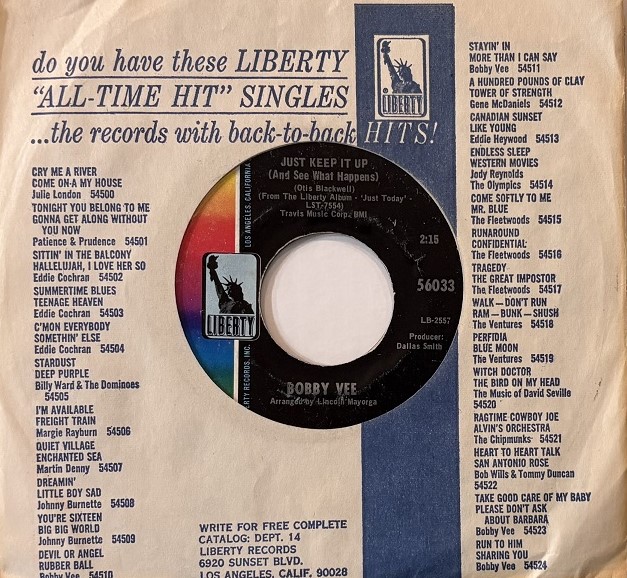 do you have these LIBERTY
"ALL-TIME HIT" SINGLES
...the records with back-to-back HITS!
LIBERTY
CRY ME A RIVER
COME ON-A MY HOUSE
Julie London 54500
TONIGHT YOU BELONG TO ME
GONNA GET ALONG WITHOUT
YOU NOW
Patience & Prudence 54501
SITTIN' IN THE BALCONY
HALLELUJAH, I LOVE HER SO
Eddie Cochran 54502
SUMMERTIME BLUES
TEENAGE HEAVEN
Eddie Cochran 54503
C'MON EVERYBODY
SOMETHIN' ELSE
Eddie Cochran 54504
STARDUST
DEEP PURPLE
Billy Ward & The Dominoes
54505
I'M AVAILABLE
FREIGHT TRAIN
Margie Rayburn 54506
QUIET VILLAGE
ENCHANTED SEA
Martin Denny 54507
DREAMIN'
LITTLE BOY SAD
Johnny Burnette 54508
YOU'RE SIXTEEN
BIG BIG WORLD
Johnny Burnette 54509
DEVIL OR ANGEL
RUBBER BALL
Bobby Vee 54510
JUST KEEP IT UP
(And See What Happens)
(Otis Blackwell)
(From The Liberty Album - 'Just Today'
LST-7554)
Travis Music Corp. BMI
2:15
56033
LB-2557
Producer:
Dallas Smith
LIBERTY
LOS ANGELES, CALIFORNIA
RTY RECORDS, INC.
BOBBY VEE
Arranged by Lincoln Mayorga
WRITE FOR FREE COMPLETE
CATALOG: DEPT. 14
LIBERTY RECORDS
6920 SUNSET BLVD.
LOS ANGELES, CALIF. 90028
STAYIN' IN
MORE THAN I CAN SAY
Bobby Vee 54511
A HUNDRED POUNDS OF CLAY
TOWER OF STRENGTH
Gene McDaniels 54512
CANADIAN SUNSET
LIKE YOUNG
Eddie Heywood 54513
ENDLESS SLEEP
WESTERN MOVIES
Jody Reynolds
The Olympics 54514
COME SOFTLY TO ME
MR. BLUE
The Fleetwoods 54515
RUNAROUND
CONFIDENTIAL
The Fleetwoods 54516
TRAGEDY
THE GREAT IMPOSTOR
The Fleetwoods 54517
WALK—DON'T RUN
RAM—BUNK—SHUSH
The Ventures 54518
PERFIDIA
BLUE MOON
The Ventures 54519
WITCH DOCTOR
THE BIRD ON MY HEAD
The Music of David Seville
54520
RAGTIME COWBOY JOE
ALVIN'S ORCHESTRA
The Chipmunks 54521
HEART TO HEART TALK
SAN ANTONIO ROSE
Bob Wills & Tommy Duncan
54522
TAKE GOOD CARE OF MY BABY
PLEASE DON'T ASK
ABOUT BARBARA
Bobby Vee 54523
RUN TO HIM
SHARING YOU
Bobby Vee 54524